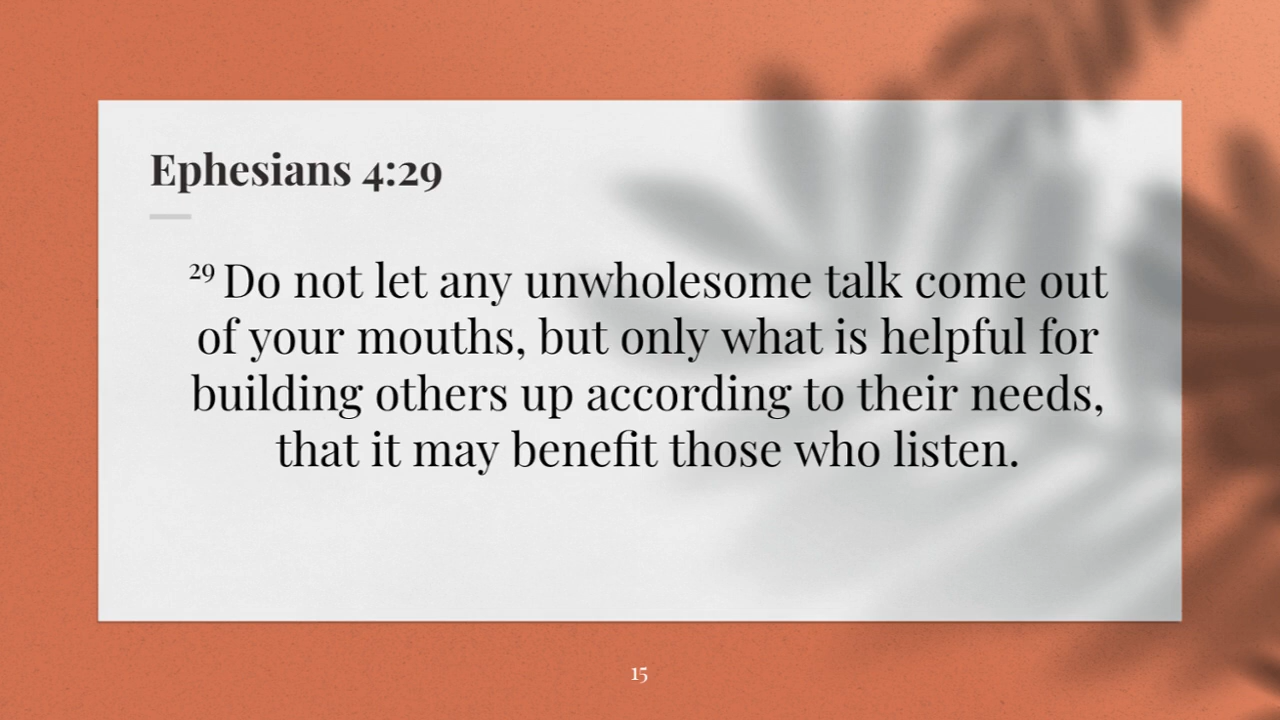 Ephesians 4:29
29 Do not let any unwholesome talk come out
of your mouths, but only what is helpful for
building others up according to their needs,
that it may benefit those who listen.
15